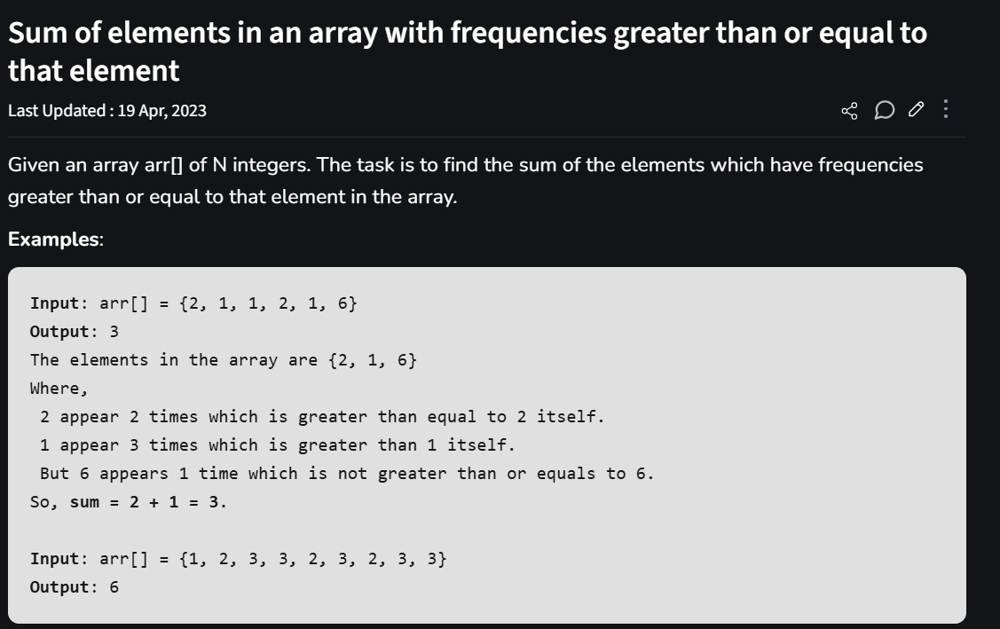 Sum of elements in an array with frequencies greater than or equal to
that element
Last Updated : 19 Apr, 2023
Given an array arr[] of N integers. The task is to find the sum of the elements which have frequencies
greater than or equal to that element in the array.
Examples:
Input: arr[] = {2, 1, 1, 2, 1, 6}
Output: 3
The elements in the array are {2, 1, 6}
Where,
2 appear 2 times which is greater than equal to 2 itself.
1 appear 3 times which is greater than 1 itself.
But 6 appears 1 time which is not greater than or equals to 6.
So, sum = 2 + 1 = 3.
Input: arr[] = {1, 2, 3, 3, 2, 3, 2, 3, 3}
Output: 6